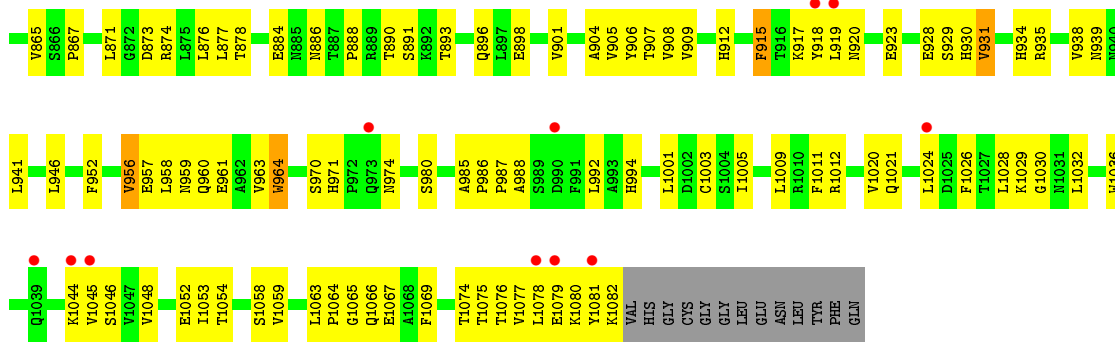 V865 S866 P867 L871 G872 D873 R874 L875 L876 L877 T878 E884 N885 N886 T887 P888 R889 T890 S891 K892 T893 Q896 L897 E898 V901 A904 V905 Y906 T907 V908 V909 H912 F915 T916 K917 Y918 L919 N920 E923 E928 S929 H930 V931 H934 R935 V938 N939
L941 L946 F952 V956 E957 L958 N959 Q960 E961 A962 V963 W964 S970 H971 P972 Q973 N974 S980 A985 P986 P987 A988 S989 D990 F991 L992 A993 H994 L1001 D1002 C1003 S1004 I1005 L1009 R1010 F1011 R1012 V1020 Q1021 L1024 D1025 F1026 T1027 L1028 K1029 G1030 N1031 L1032 W1036
Q1039 K1044 V1045 S1046 V1047 V1048 E1052 I1053 T1054 S1058 V1059 L1063 P1064 G1065 Q1066 E1067 A1068 F1069 T1074 T1075 T1076 V1077 L1078 E1079 K1080 Y1081 K1082 VAL HIS GLY CYS GLY GLY LEU GLU ASN LEU TYR PHE GLN